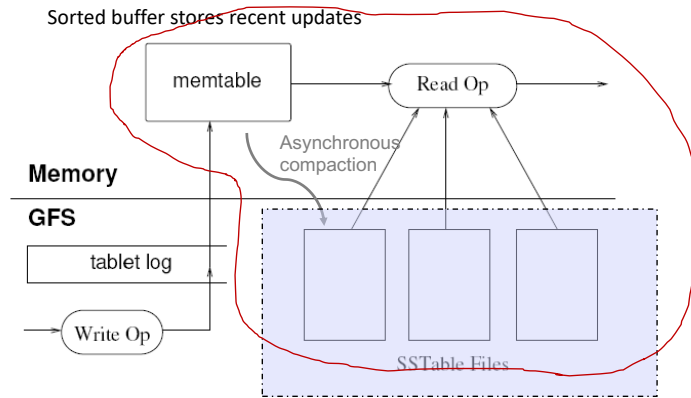 Sorted buffer stores recent updates
memtable
Read Op
Asynchronous
compaction
Memory
GFS
tablet log
Write Op
SSTable Files